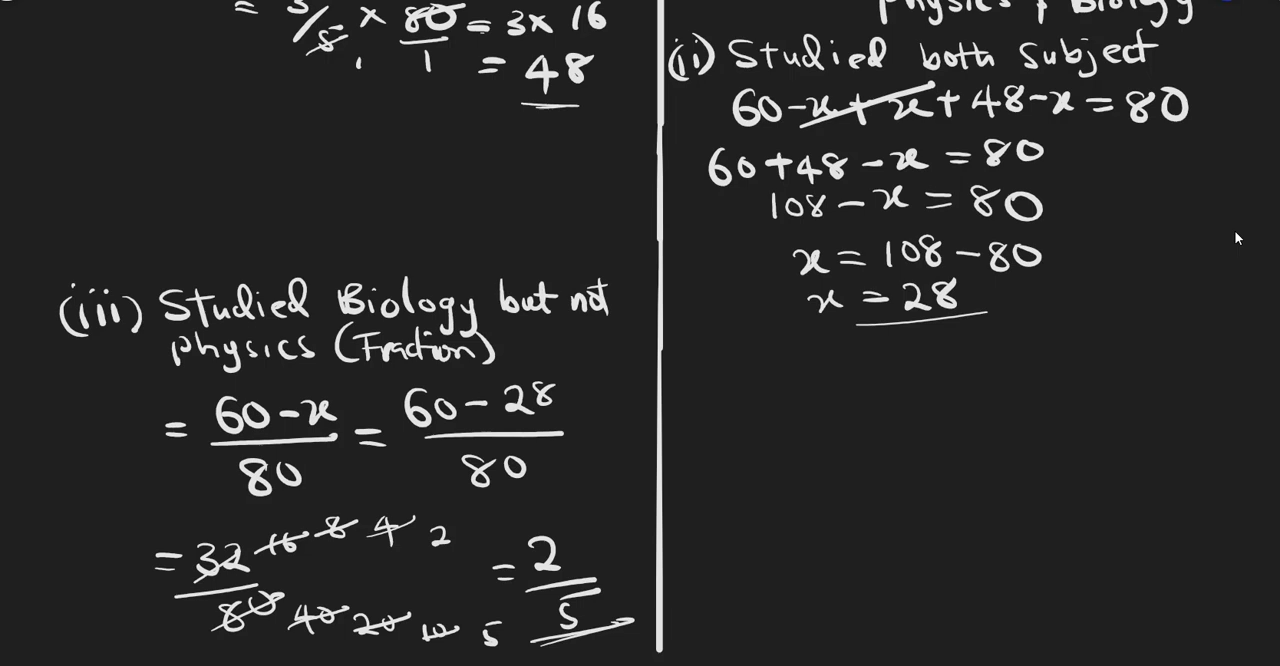 = 3/5 × 80/1 = 3 × 16
= 48
(iii) Studied Biology but not
physics (Fraction)
= 60 - x / 80 = 60 - 28 / 80
= 32 16 8 4 2 / 80 40 20 10 5 = 2 / 5
Physics & Biology
(i) Studied both subject
60 - x + x + 48 - x = 80
60 + 48 - x = 80
108 - x = 80
x = 108 - 80
x = 28